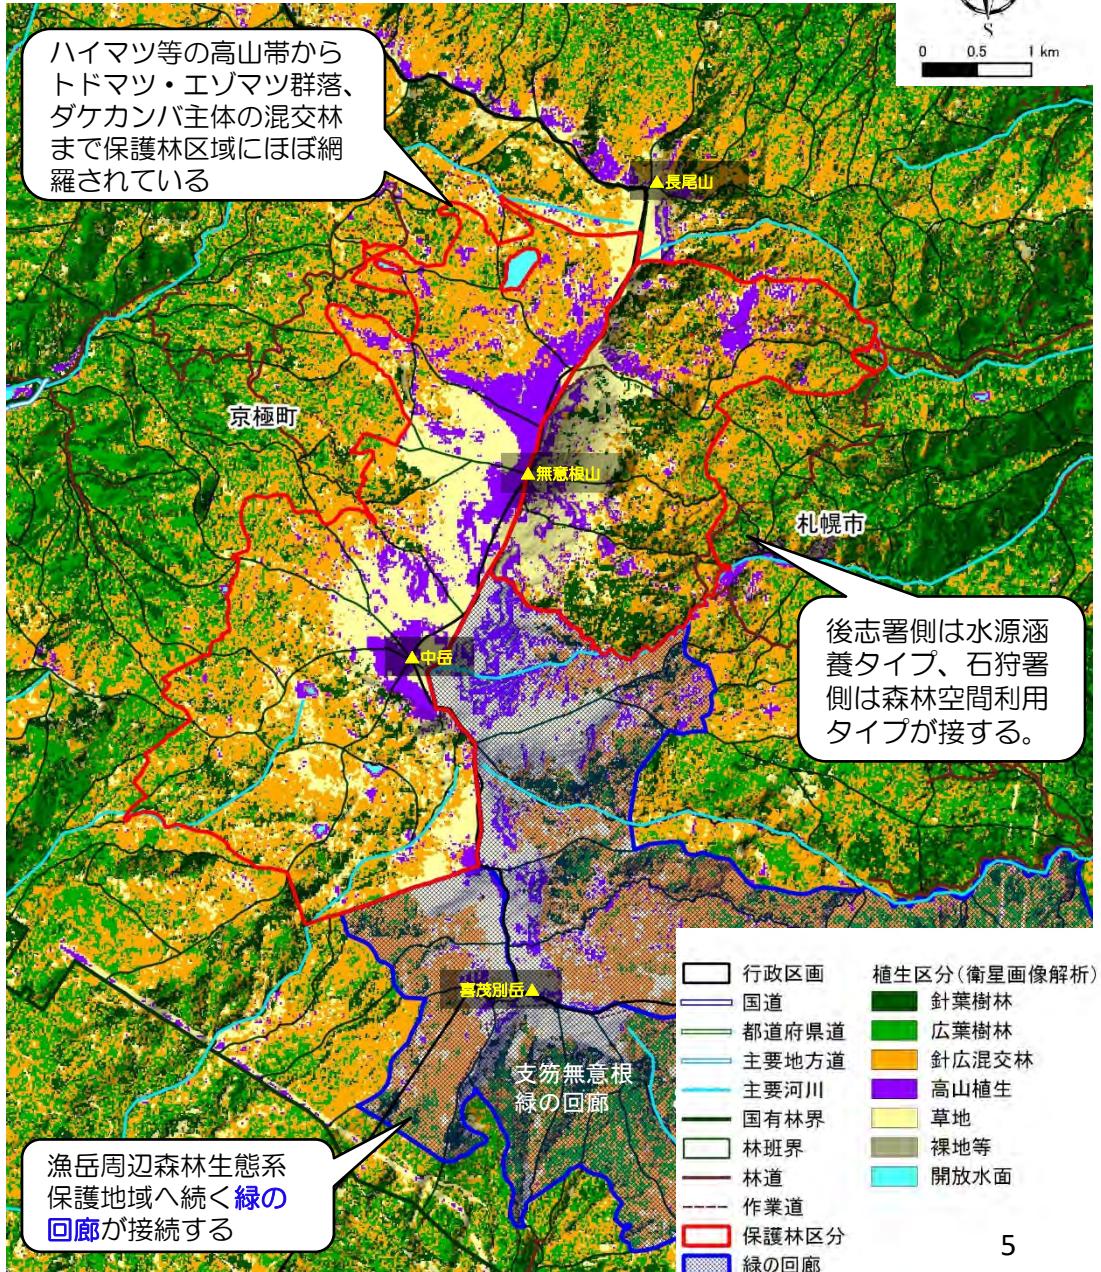 S
0 0.5 1 km
ハイマツ等の高山帯から
トドマツ・エゾマツ群落、
ダケカンバ主体の混交林
まで保護林区域にほぼ網
羅されている
▲長尾山
京極町
▲無意根山
札幌市
後志署側は水源涵
養タイプ、石狩署
側は森林空間利用
タイプが接する。
▲中岳
喜茂別岳▲
支笏無意根
緑の回廊
漁岳周辺森林生態系
保護地域へ続く緑の
回廊が接続する
行政区画
国道
都道府県道
主要地方道
主要河川
国有林界
林班界
林道
作業道
保護林区分
緑の回廊
植生区分(衛星画像解析)
針葉樹林
広葉樹林
針広混交林
高山植生
草地
裸地等
開放水面
5